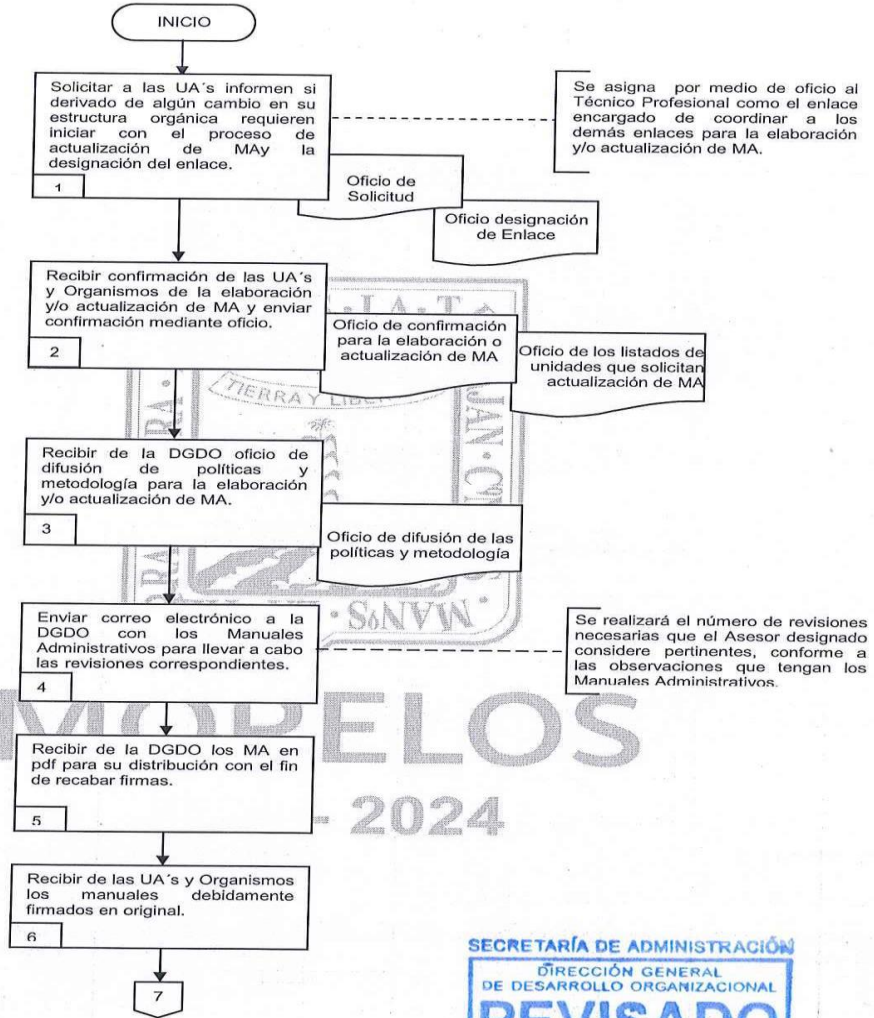 INICIO
Solicitar a las UA´s informen si
derivado de algún cambio en su
estructura orgánica requieren
iniciar con el proceso de
actualización de MAy la
designación del enlace.
1
Se asigna por medio de oficio al
Técnico Profesional como el enlace
encargado de coordinar a los
demás enlaces para la elaboración
y/o actualización de MA.
Oficio de
Solicitud
Oficio designación
de Enlace
Recibir confirmación de las UA´s
y Organismos de la elaboración
y/o actualización de MA y enviar
confirmación mediante oficio.
2
Oficio de confirmación
para la elaboración o
actualización de MA
Oficio de los listados de
unidades que solicitan
actualización de MA
TIERRA Y
Recibir de la DGDO oficio de
difusión de políticas y
metodología para la elaboración
y/o actualización de MA.
3
Oficio de difusión de las
políticas y metodología
Enviar correo electrónico a la
DGDO con los Manuales
Administrativos para llevar a cabo
las revisiones correspondientes.
4
Se realizará el número de revisiones
necesarias que el Asesor designado
considere pertinentes, conforme a
las observaciones que tengan los
Manuales Administrativos.
MORELOS
Recibir de la DGDO los MA en
pdf para su distribución con el fin
de recabar firmas.
5
- 2024
Recibir de las UA´s y Organismos
los manuales debidamente
firmados en original.
6
7
SECRETARÍA DE ADMINISTRACIÓN
DIRECCIÓN GENERAL
DE DESARROLLO ORGANIZACIONAL
REVISADO